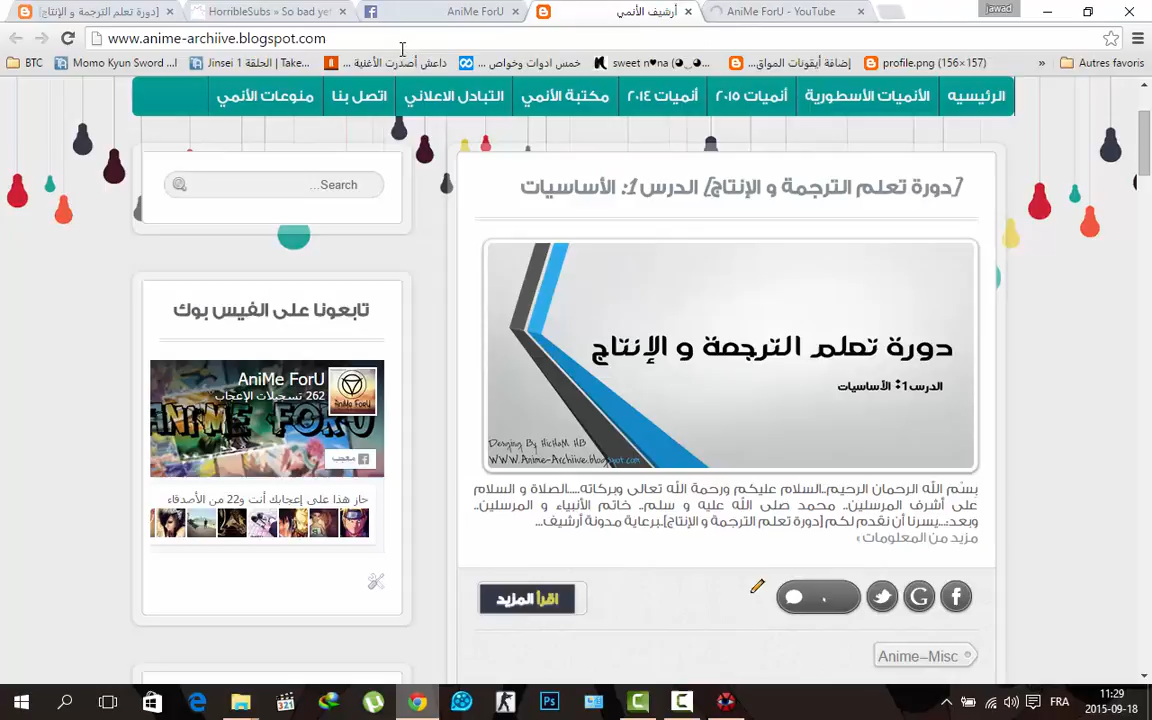 [دورة تعلم الترجمة و الإنتاج]
HorribleSubs » So bad yet
AniMe ForU
أرشيف الأنمي
AniMe ForU - YouTube
jawad
www.anime-archiive.blogspot.com
BTC
Momo Kyun Sword ...l
Jinsei 1 الحلقة | Take...
داعش أصدرت الأغنية ...
خمس ادوات وخواص ...
sweet n♥na (◕‿◕...
إضافة أيقونات المواق...
profile.png (156×157)
»
Autres favoris
الرئيسيه
الأنميات الأسطورية
أنميات ٢٠١٥
أنميات ٢٠١٤
مكتبة الأنمي
التبادل الاعلاني
اتصل بنا
منوعات الأنمي
Search...
[دورة تعلم الترجمة و الإنتاج] الدرس 1: الأساسيات
تابعونا على الفيس بوك
AniMe ForU
262 تسجيلات الإعجاب
ANIME FORU
معجب
حاز هذا على إعجابك أنت و22 من الأصدقاء
دورة تعلم الترجمة و الإنتاج
الدرس1: الأساسيات
Desging By HicHaM HB
WWW.Anime-Archiive.blogspot.com
بسم الله الرحمان الرحيم..السلام عليكم ورحمة الله تعالى وبركاته....الصلاة و السلام
على أشرف المرسلين.. محمد صلى الله عليه و سلم.. خاتم الأنبياء و المرسلين..
وبعد:...يسرنا أن نقدم لكم [دورة تعلم الترجمة و الإنتاج].برعاية مدونة أرشيف...
مزيد من المعلومات »
اقرأ المزيد
Anime-Misc
321
Ps
FRA
11:29
2015-09-18